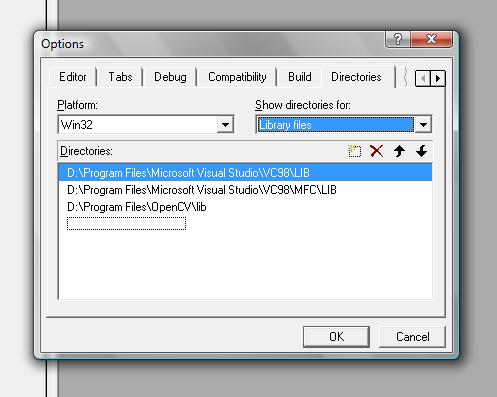 Options
Editor Tabs Debug Compatibility Build Directories
Platform: Show directories for:
Win32 Library files
Directories:
D:\Program Files\Microsoft Visual Studio\VC98\LIB
D:\Program Files\Microsoft Visual Studio\VC98\MFC\LIB
D:\Program Files\OpenCV\lib
OK Cancel